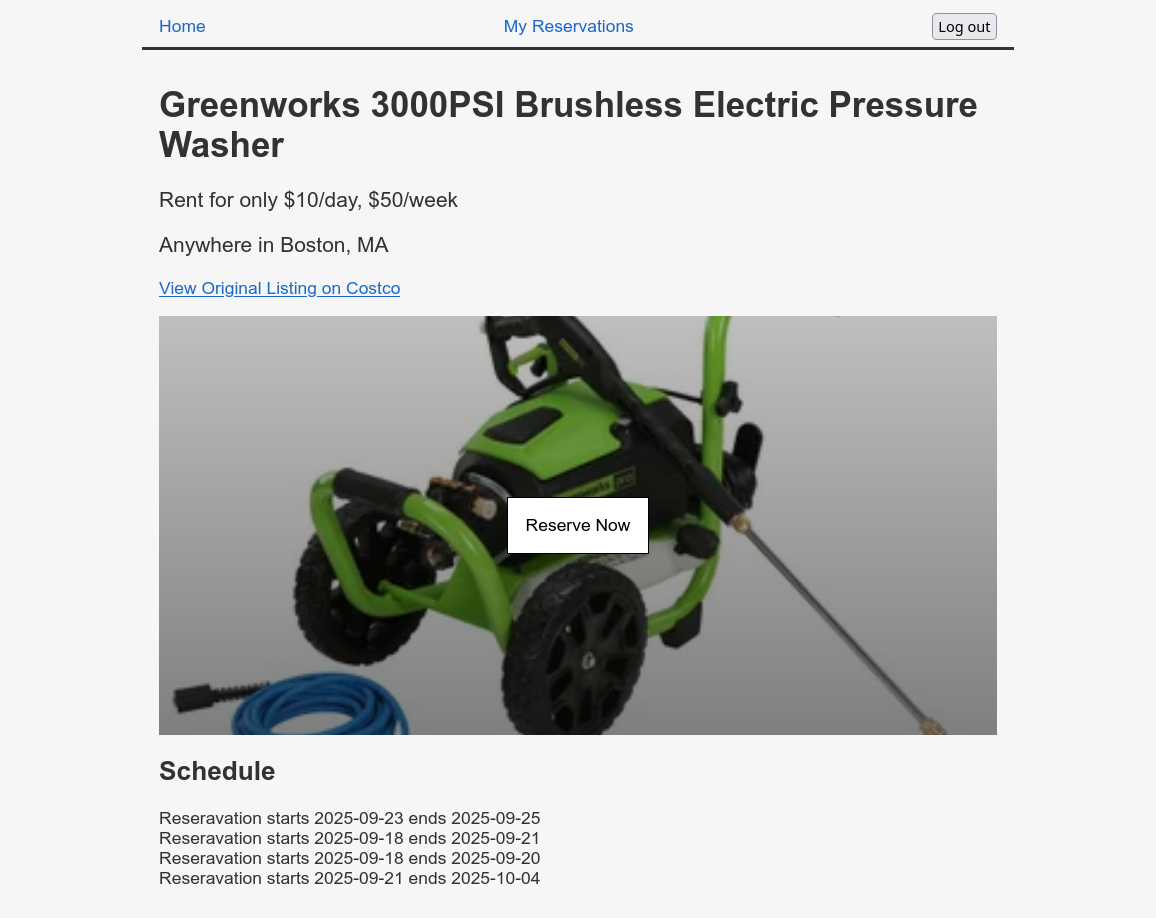 Home
My Reservations
Log out
Greenworks 3000PSI Brushless Electric Pressure
Washer
Rent for only $10/day, $50/week
Anywhere in Boston, MA
View Original Listing on Costco
Reserve Now
Schedule
Reseravation starts 2025-09-23 ends 2025-09-25
Reseravation starts 2025-09-18 ends 2025-09-21
Reseravation starts 2025-09-18 ends 2025-09-20
Reseravation starts 2025-09-21 ends 2025-10-04